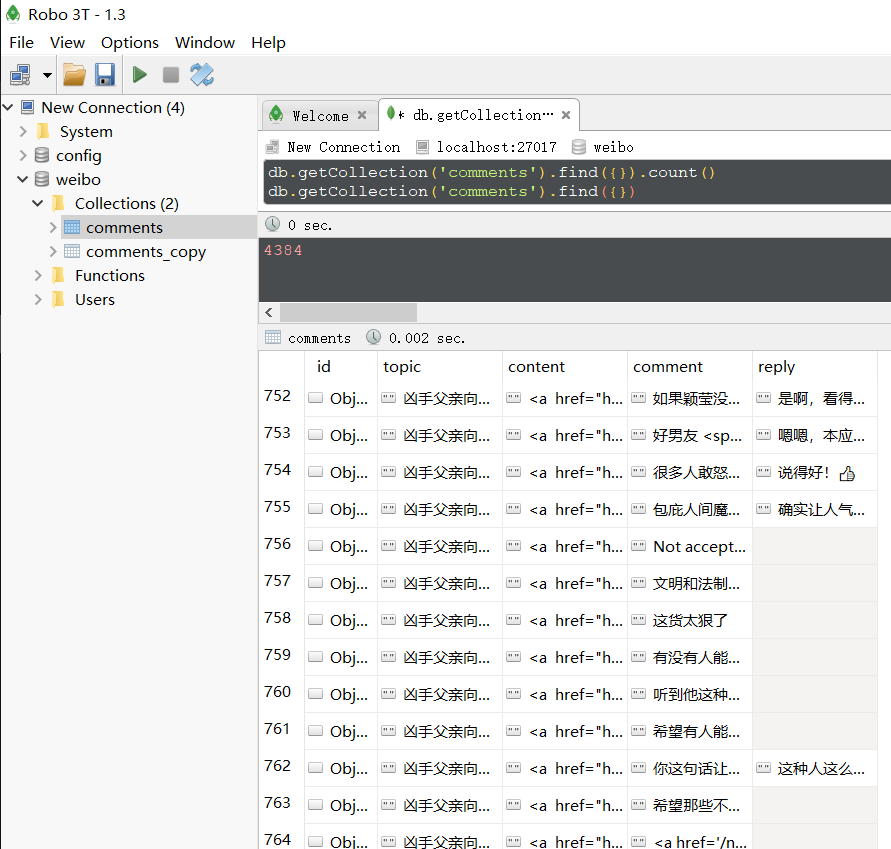 Robo 3T - 1.3
File View Options Window Help
New Connection (4)
System
config
weibo
Collections (2)
comments
comments_copy
Functions
Users
Welcome
* db.getCollection…
New Connection localhost:27017 weibo
db.getCollection('comments').find({}).count()
db.getCollection('comments').find({})
0 sec.
4384
comments 0.002 sec.
id topic content comment reply
752 Obj... "" 凶手父亲向... "" <a href="h... "" 如果颖莹没... "" 是啊，看得...
753 Obj... "" 凶手父亲向... "" <a href="h... "" 好男友 <sp... "" 嗯嗯，本应...
754 Obj... "" 凶手父亲向... "" <a href="h... "" 很多人敢怒... "" 说得好！👍
755 Obj... "" 凶手父亲向... "" <a href="h... "" 包庇人间魔... "" 确实让人气...
756 Obj... "" 凶手父亲向... "" <a href="h... "" Not accept...
757 Obj... "" 凶手父亲向... "" <a href="h... "" 文明和法制...
758 Obj... "" 凶手父亲向... "" <a href="h... "" 这货太狠了
759 Obj... "" 凶手父亲向... "" <a href="h... "" 有没有人能...
760 Obj... "" 凶手父亲向... "" <a href="h... "" 听到他这种...
761 Obj... "" 凶手父亲向... "" <a href="h... "" 希望有人能...
762 Obj... "" 凶手父亲向... "" <a href="h... "" 你这句话让... "" 这种人这么...
763 Obj... "" 凶手父亲向... "" <a href="h... "" 希望那些不...
764 Obj... "" 凶手父亲向... "" <a href="h... "" <a href='/n...